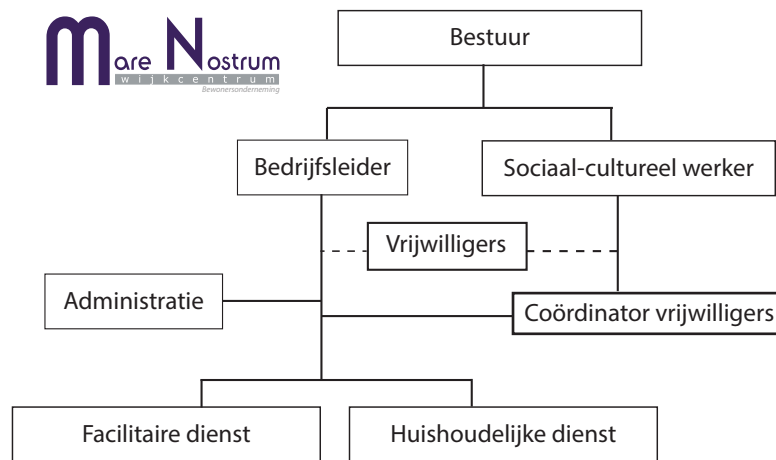 Mare Nostrum
wijkcentrum
Bewonersonderneming
Bestuur
Bedrijfsleider
Sociaal-cultureel werker
Vrijwilligers
Administratie
Coördinator vrijwilligers
Facilitaire dienst
Huishoudelijke dienst